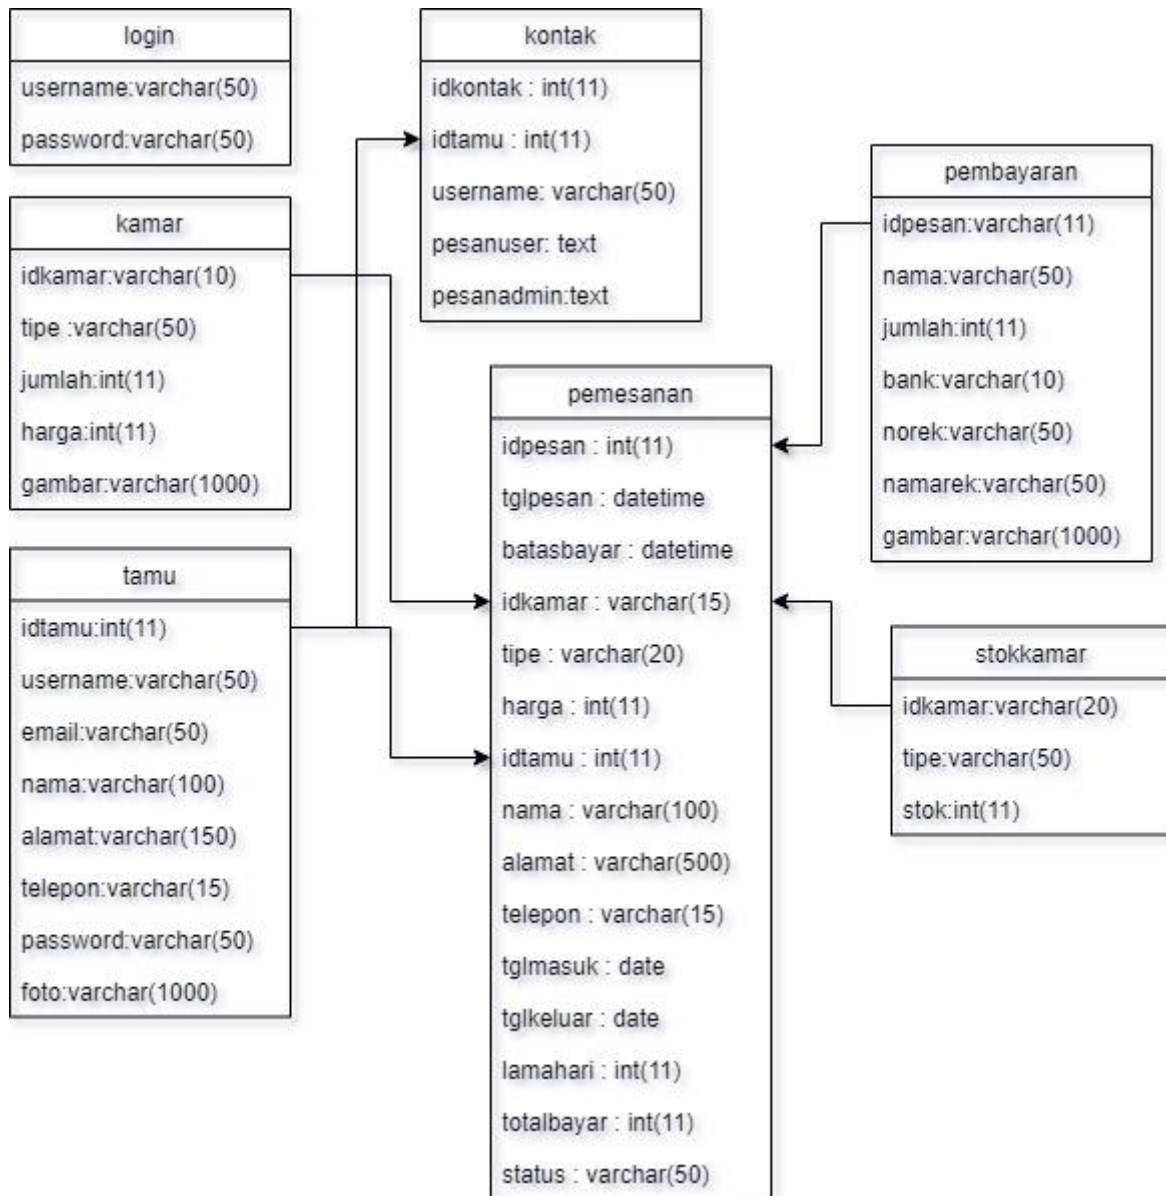 login
username:varchar(50)
password:varchar(50)
kamar
idkamar:varchar(10)
tipe :varchar(50)
jumlah:int(11)
harga:int(11)
gambar:varchar(1000)
tamu
idtamu:int(11)
username:varchar(50)
email:varchar(50)
nama:varchar(100)
alamat:varchar(150)
telepon:varchar(15)
password:varchar(50)
foto:varchar(1000)
kontak
idkontak : int(11)
idtamu : int(11)
username: varchar(50)
pesanuser: text
pesanadmin:text
pemesanan
idpesan : int(11)
tglpesan : datetime
batasbayar : datetime
idkamar : varchar(15)
tipe : varchar(20)
harga : int(11)
idtamu : int(11)
nama : varchar(100)
alamat : varchar(500)
telepon : varchar(15)
tglmasuk : date
tglkeluar : date
lamahari : int(11)
totalbayar : int(11)
status : varchar(50)
pembayaran
idpesan:varchar(11)
nama:varchar(50)
jumlah:int(11)
bank:varchar(10)
norek:varchar(50)
namarek:varchar(50)
gambar:varchar(1000)
stokkamar
idkamar:varchar(20)
tipe:varchar(50)
stok:int(11)